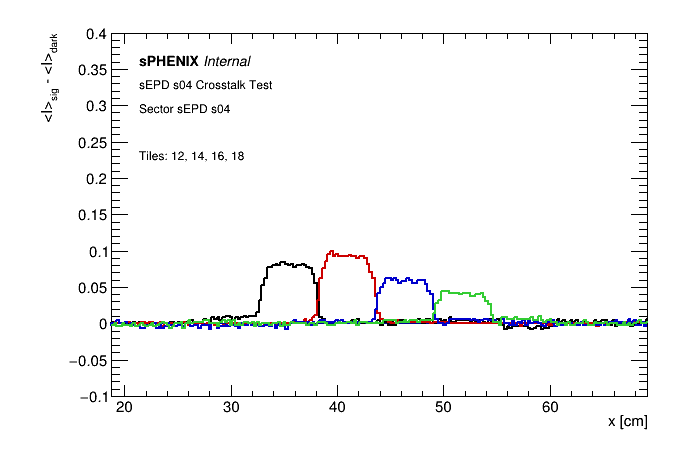 <I>sig - <I>dark
0.4
0.35
0.3
0.25
0.2
0.15
0.1
0.05
0
−0.05
−0.1
sPHENIX Internal
sEPD s04 Crosstalk Test
Sector sEPD s04
Tiles: 12, 14, 16, 18
20 30 40 50 60
x [cm]